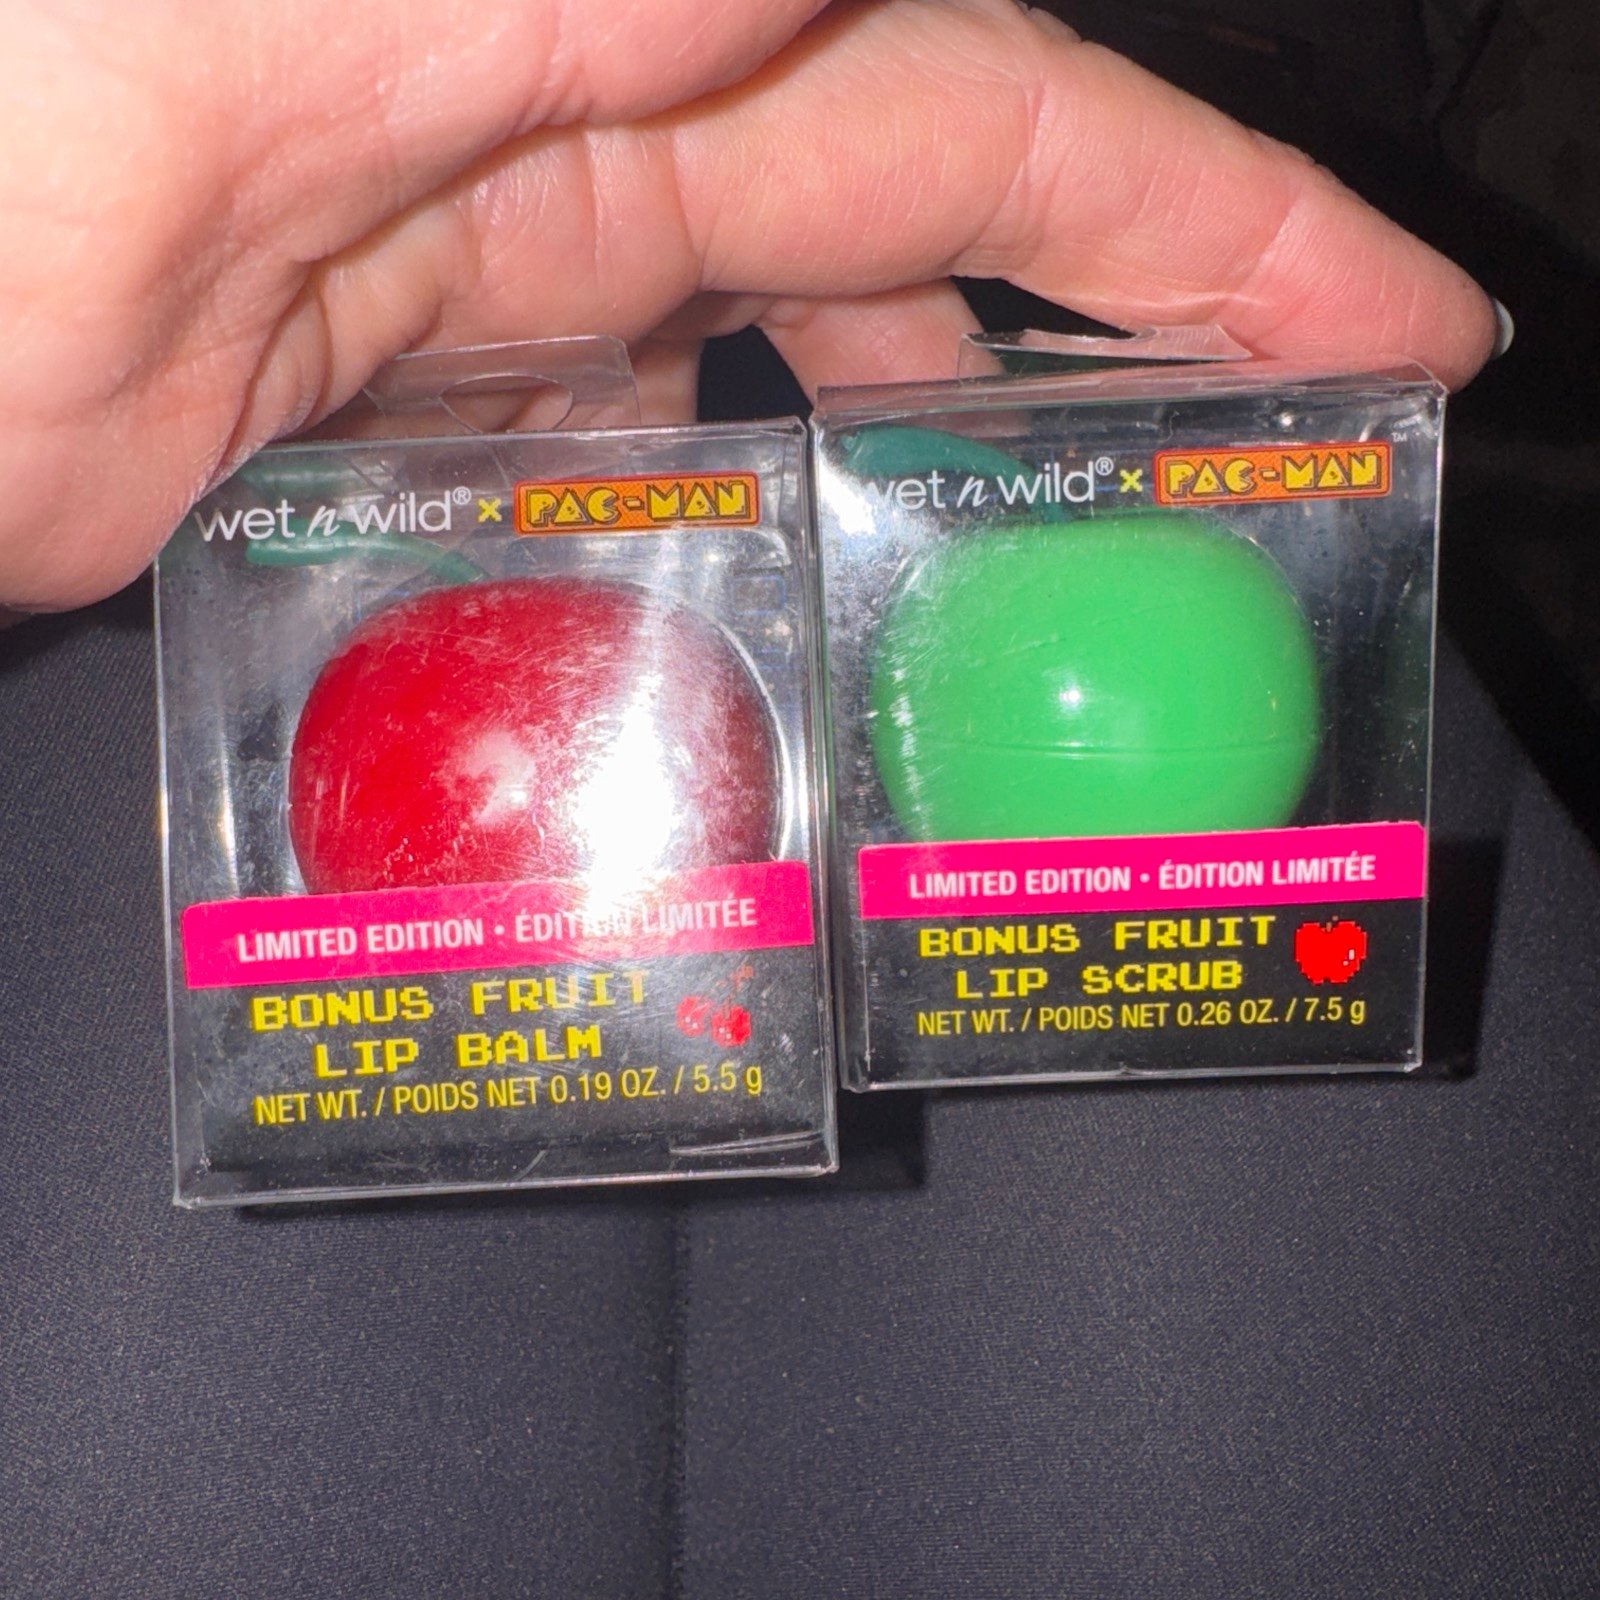 wet n wild® x PAC-MAN
LIMITED EDITION • ÉDITION LIMITÉE
BONUS FRUIT
LIP BALM
NET WT. / POIDS NET 0.19 OZ. / 5.5 g
wet n wild® x PAC-MAN™
LIMITED EDITION • ÉDITION LIMITÉE
BONUS FRUIT
LIP SCRUB
NET WT. / POIDS NET 0.26 OZ. / 7.5 g